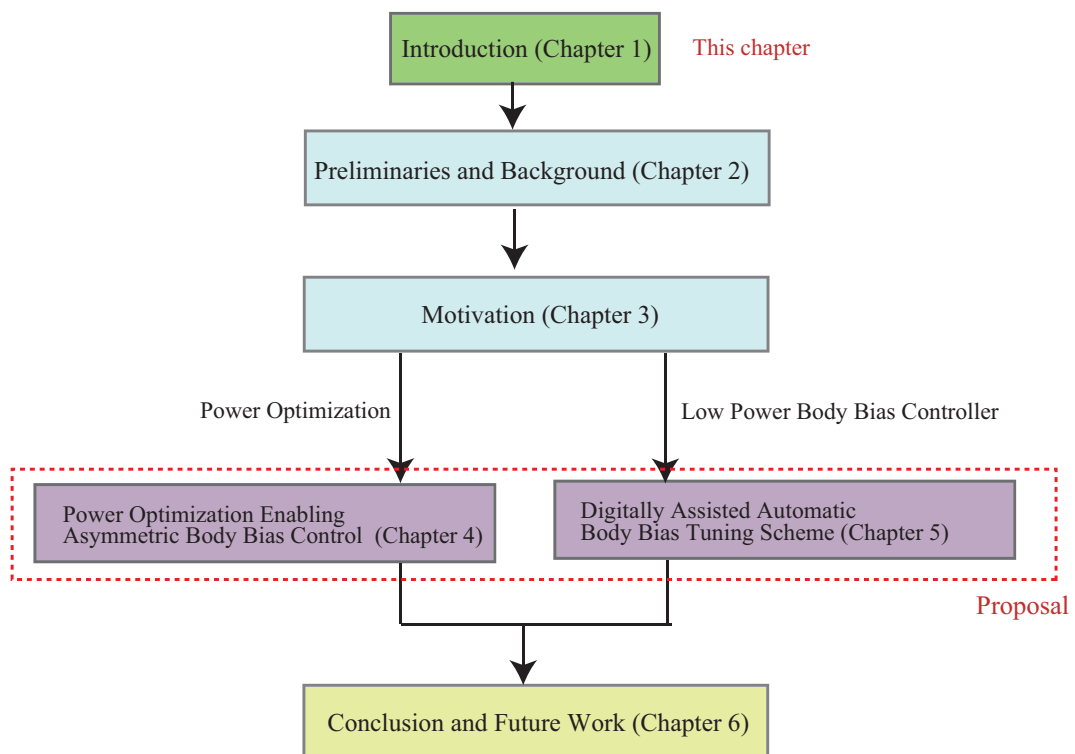 Introduction (Chapter 1)
This chapter
Preliminaries and Background (Chapter 2)
Motivation (Chapter 3)
Power Optimization
Low Power Body Bias Controller
Power Optimization Enabling
Asymmetric Body Bias Control (Chapter 4)
Digitally Assisted Automatic
Body Bias Tuning Scheme (Chapter 5)
Proposal
Conclusion and Future Work (Chapter 6)